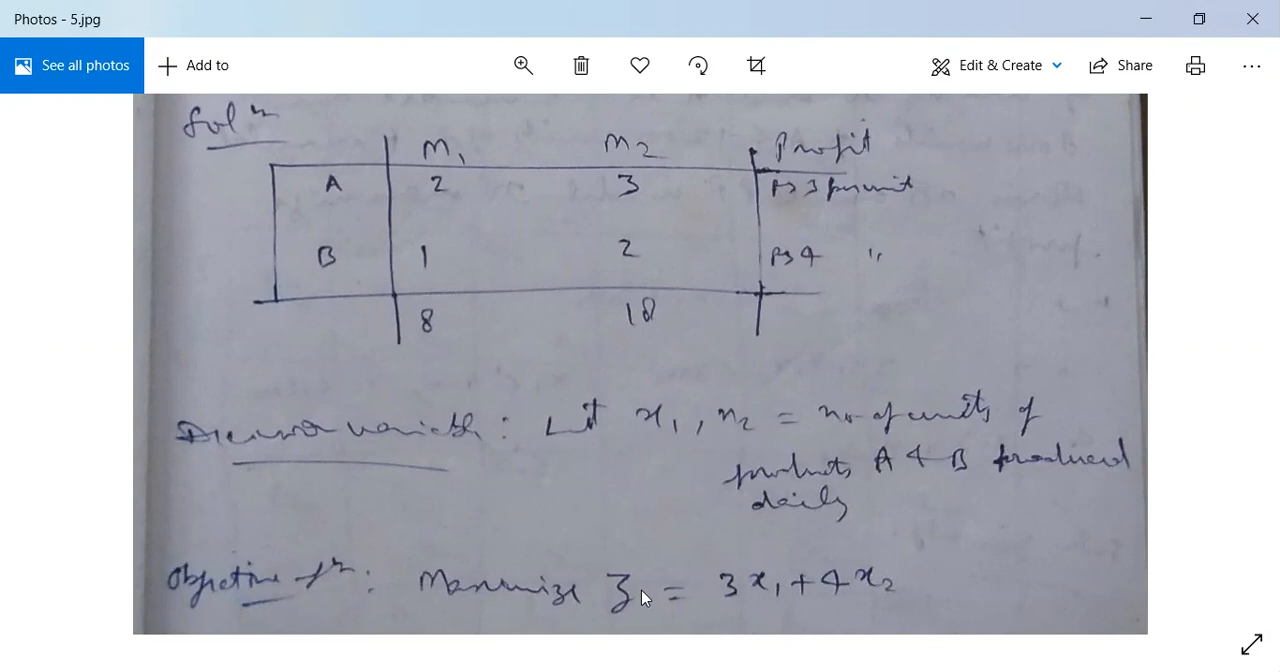 Photos - 5.jpg
See all photos
Add to
Edit & Create
Share
Solⁿ
M₁ M₂ Profit
A 2 3 Rs 3 per unit
B 1 2 Rs 4 "
8 18
Decision variable : Let x₁, x₂ = no of units of
products A & B produced
daily
Objective fⁿ : Maximize Z = 3x₁ + 4x₂